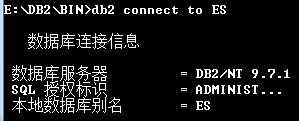 E:\DB2\BIN>db2 connect to ES
数据库连接信息
数据库服务器 = DB2/NT 9.7.1
SQL 授权标识 = ADMINIST...
本地数据库别名 = ES